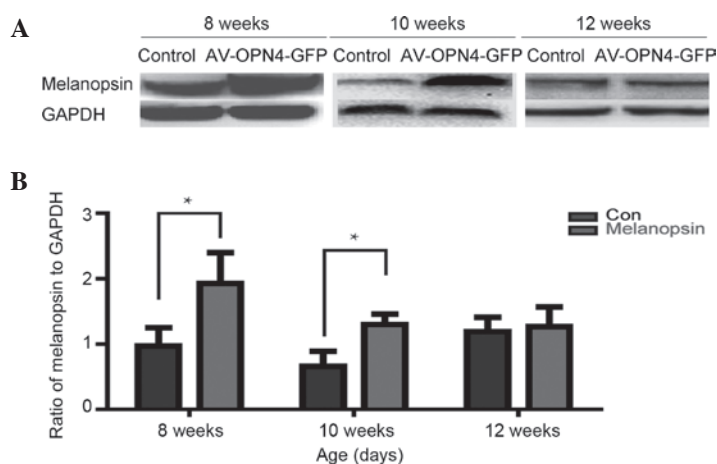 A
8 weeks 10 weeks 12 weeks
Control AV-OPN4-GFP Control AV-OPN4-GFP Control AV-OPN4-GFP
Melanopsin
GAPDH
B
Ratio of melanopsin to GAPDH
3
2
1
0
*
*
Con
Melanopsin
8 weeks 10 weeks 12 weeks
Age (days)